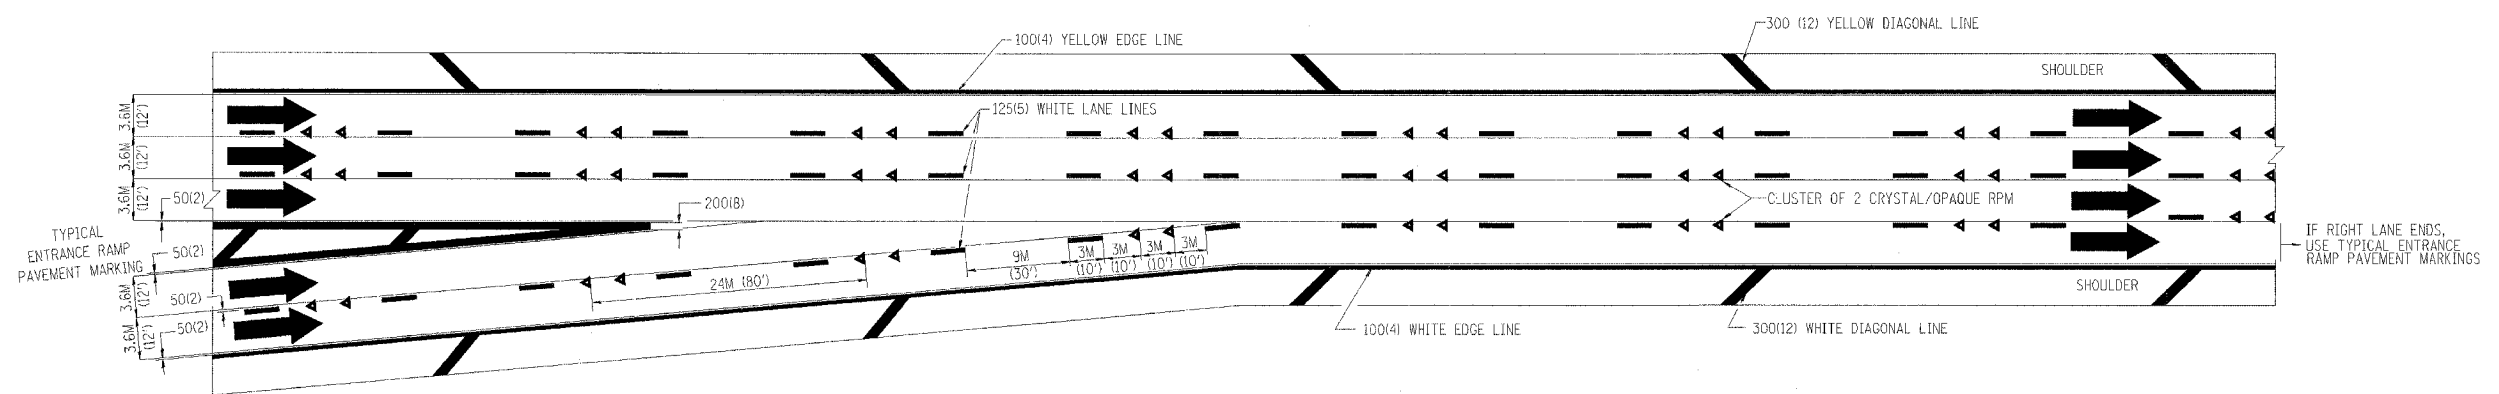 300 (12) YELLOW DIAGONAL LINE
100(4) YELLOW EDGE LINE
SHOULDER
3.6M
(12')
125(5) WHITE LANE LINES
3.6M
(12')
3.6M
(12')
50(2)
200(8)
CLUSTER OF 2 CRYSTAL/OPAQUE RPM
TYPICAL
ENTRANCE RAMP
PAVEMENT MARKING
50(2)
IF RIGHT LANE ENDS,
USE TYPICAL ENTRANCE
RAMP PAVEMENT MARKINGS
9M
(30')
3M
(10')
3M
(10')
3M
(10')
3M
(10')
24M (80')
SHOULDER
3.6M
(12')
50(2)
3.6M
(12')
50(2)
100(4) WHITE EDGE LINE
300(12) WHITE DIAGONAL LINE